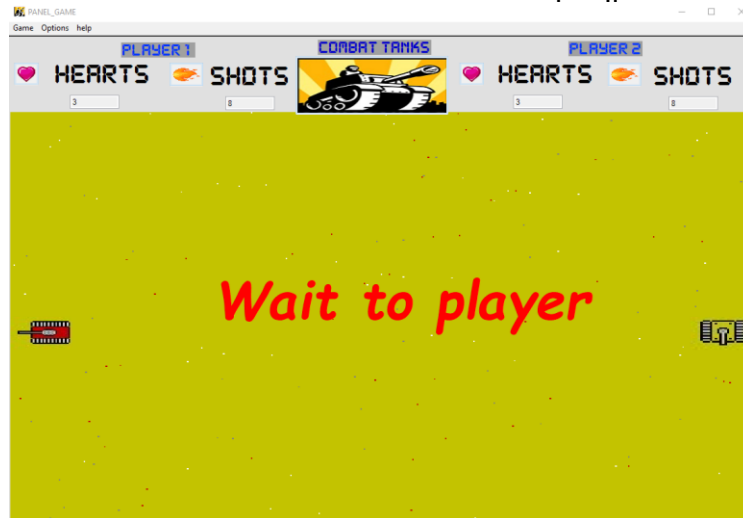 PANEL_GAME
Game Options help
PLAYER 1
COMBAT TANKS
PLAYER 2
HEARTS SHOTS
HEARTS SHOTS
3 8
3 8
Wait to player